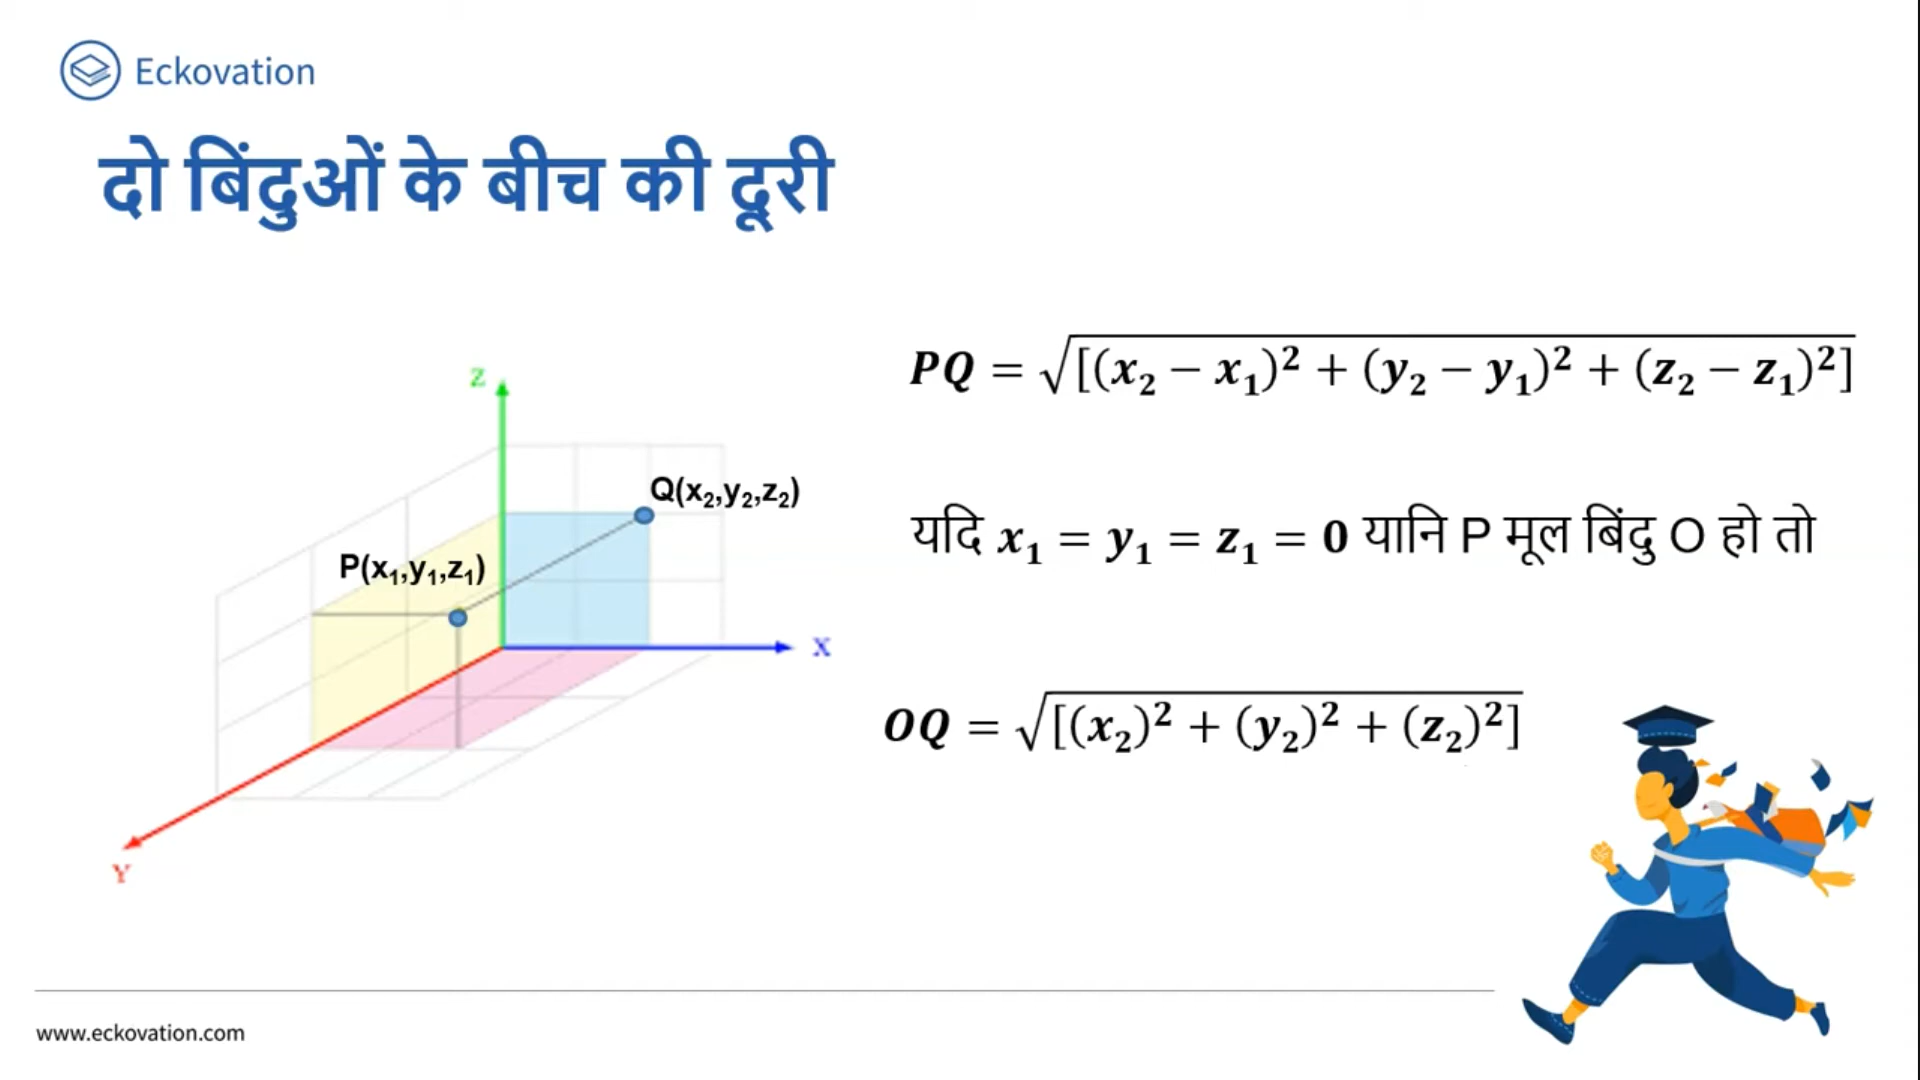 Eckovation
दो बिंदुओं के बीच की दूरी
PQ = √[(x₂ − x₁)² + (y₂ − y₁)² + (z₂ − z₁)²]
Z
Q(x₂,y₂,z₂)
यदि x₁ = y₁ = z₁ = 0 यानि P मूल बिंदु O हो तो
P(x₁,y₁,z₁)
X
OQ = √[(x₂)² + (y₂)² + (z₂)²]
Y
www.eckovation.com